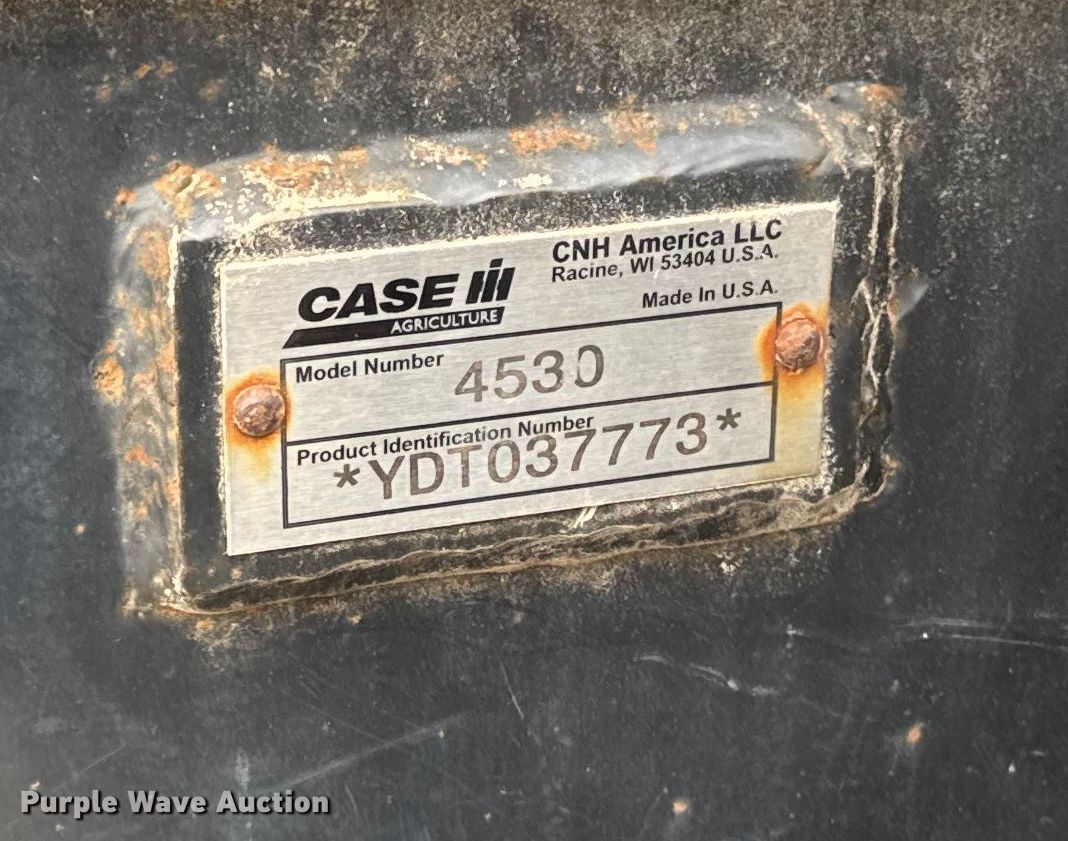 CNH America LLC
Racine, WI 53404 U.S.A.
Made In U.S.A.
CASE IH
AGRICULTURE
Model Number 4530
Product Identification Number
*YDT037773*
Purple Wave Auction